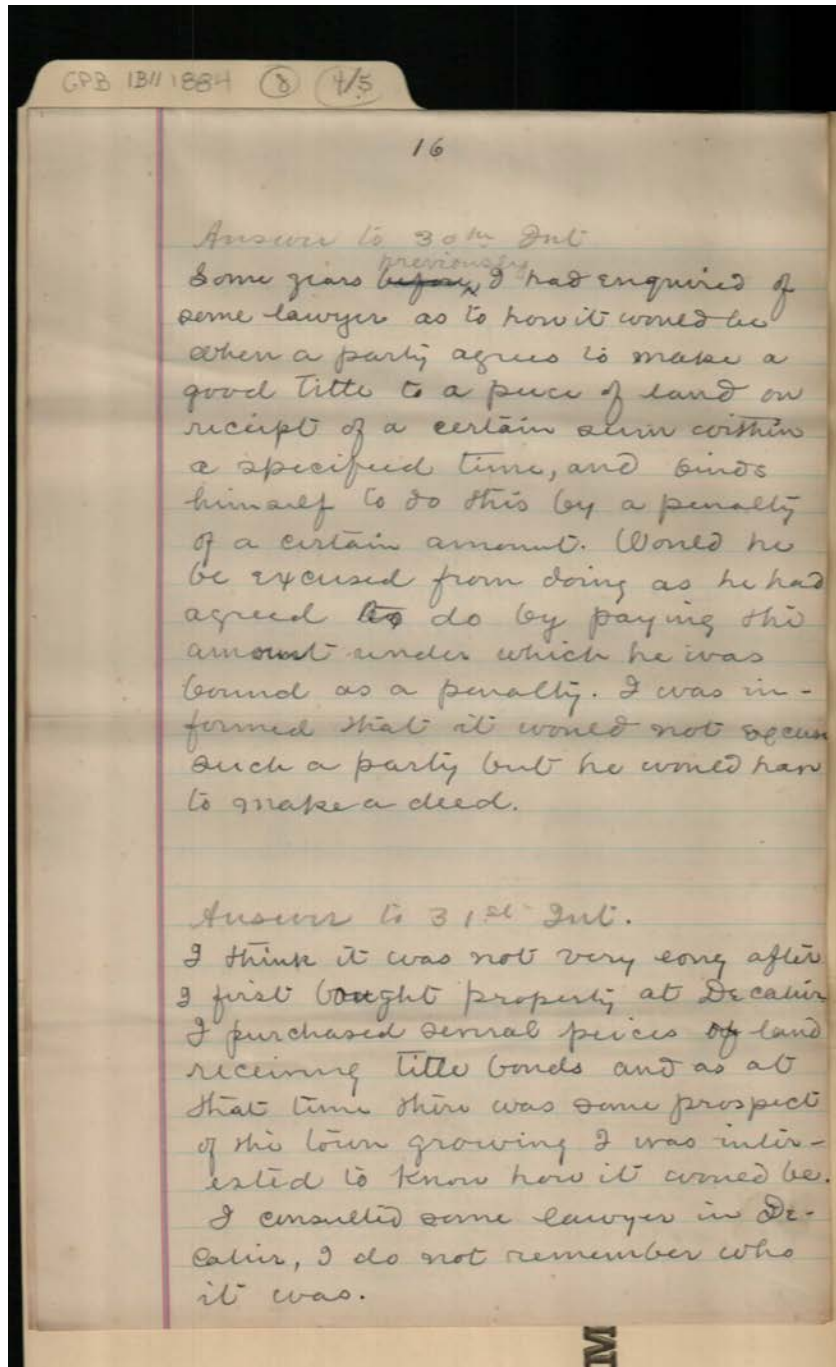 GPB IB11 1884 8 4/5
16
Answer to 30th Int
previously
Some years before, I had enquired of
some lawyer as to how it would be
when a party agrees to make a
good title to a piece of land on
receipt of a certain sum within
a specified time, and binds
himself to do this by a penalty
of a certain amount. Would he
be excused from doing as he had
agreed to do by paying the
amount under which he was
bound as a penalty. I was in-
formed that it would not excuse
such a party but he would have
to make a deed.
Answer to 31st Int.
I think it was not very long after
I first bought property at Decatur
I purchased several peices of land
receiving title bonds and as at
that time there was some prospect
of the town growing I was inter-
ested to know how it would be.
I consulted some lawyer in De-
catur, I do not remember who
it was.
M